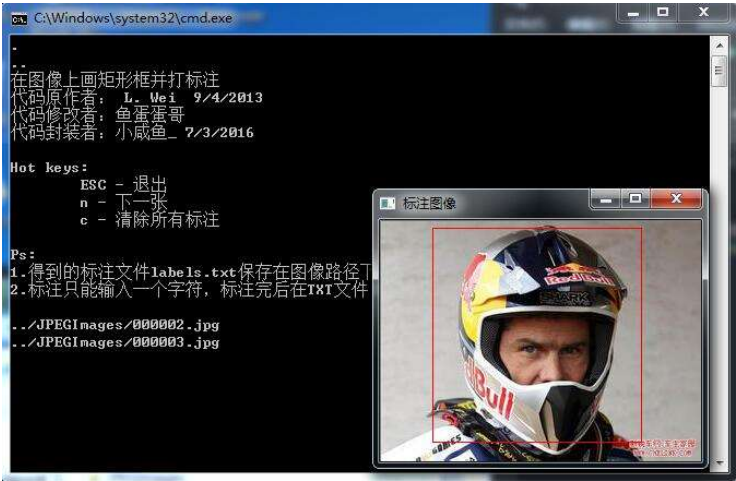 C:\Windows\system32\cmd.exe
.
..
在图像上画矩形框并打标注
代码原作者： L. Wei 9/4/2013
代码修改者：鱼蛋蛋哥
代码封装者：小咸鱼_ 7/3/2016
Hot keys:
ESC - 退出
n - 下一张
c - 清除所有标注
Ps:
1.得到的标注文件labels.txt保存在图像路径下
2.标注只能输入一个字符，标注完后在TXT文件
../JPEGImages/000002.jpg
../JPEGImages/000003.jpg
标注图像
Red Bull
SHARK
Bull